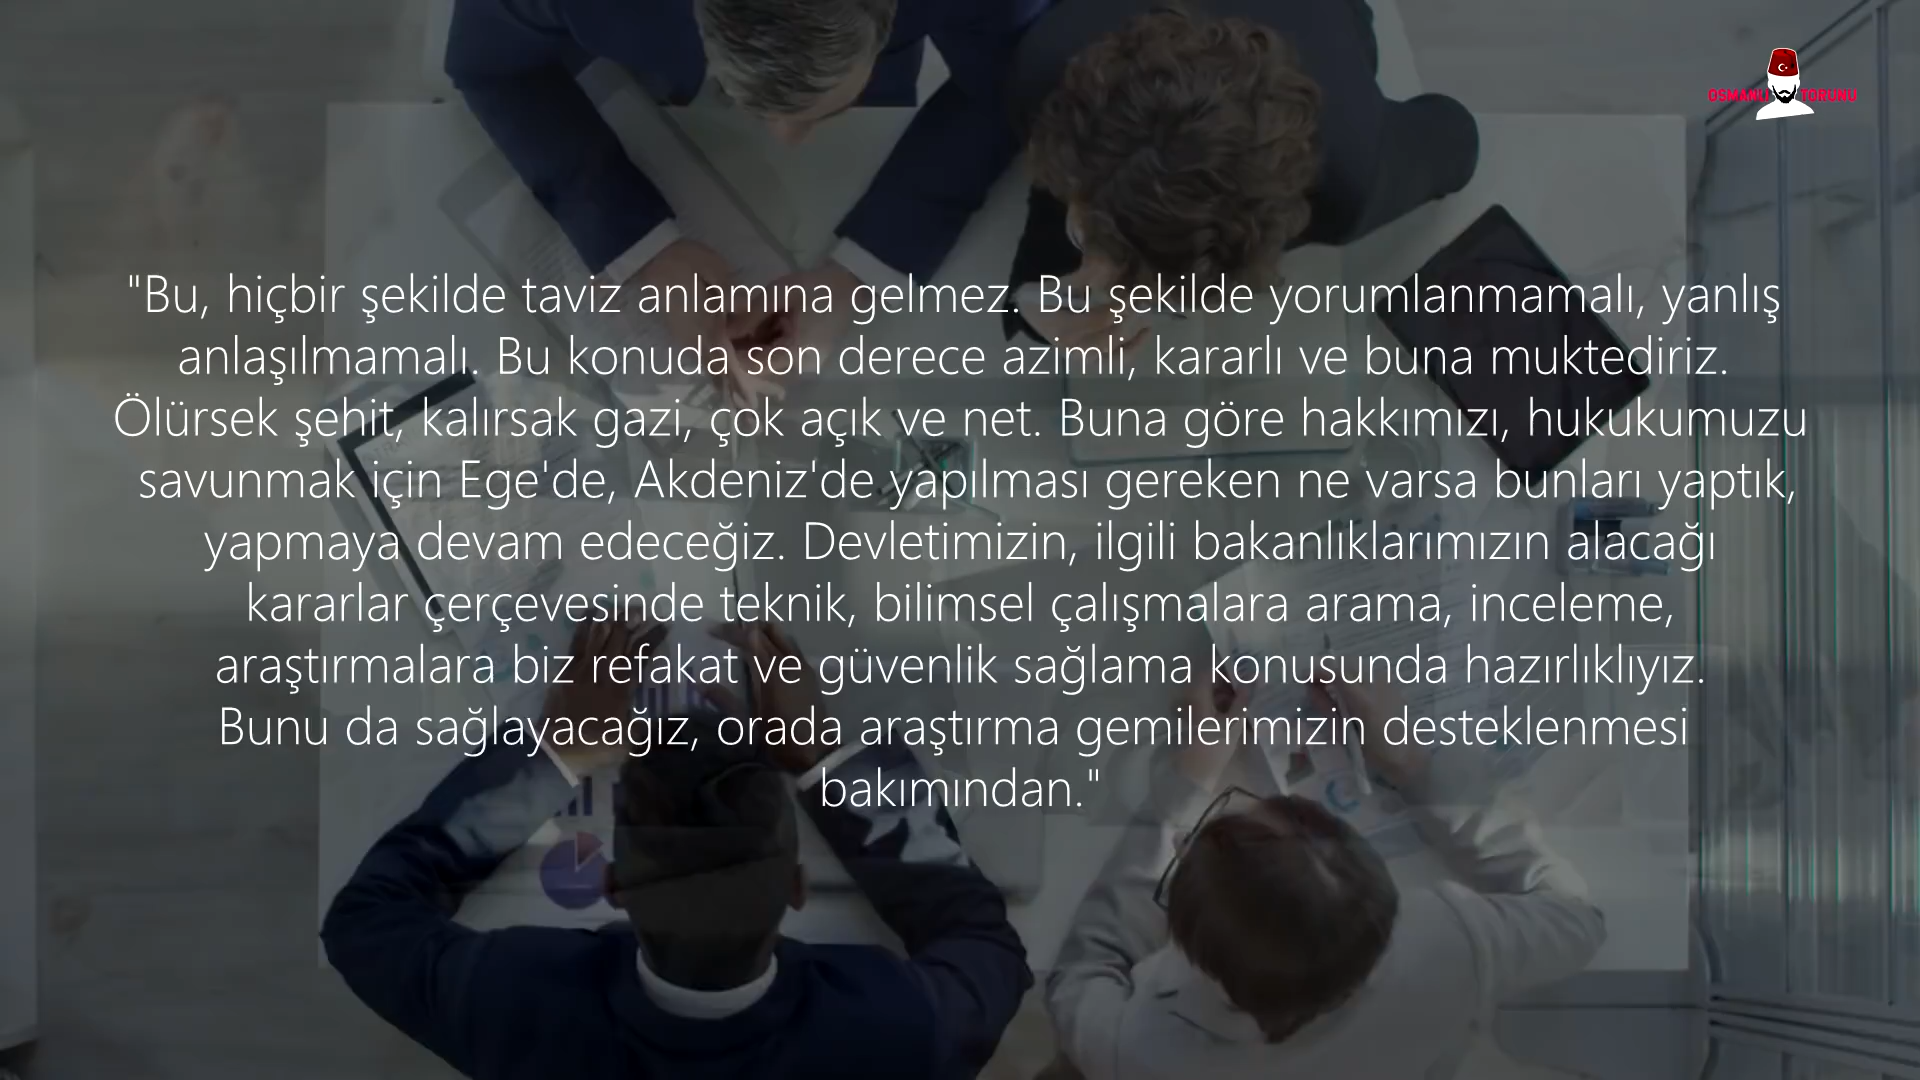 OSMANLI TORUNU
"Bu, hiçbir şekilde taviz anlamına gelmez. Bu şekilde yorumlanmamalı, yanlış
anlaşılmamalı. Bu konuda son derece azimli, kararlı ve buna muktediriz.
Ölürsek şehit, kalırsak gazi, çok açık ve net. Buna göre hakkımızı, hukukumuzu
savunmak için Ege'de, Akdeniz'de yapılması gereken ne varsa bunları yaptık,
yapmaya devam edeceğiz. Devletimizin, ilgili bakanlıklarımızın alacağı
kararlar çerçevesinde teknik, bilimsel çalışmalara arama, inceleme,
araştırmalara biz refakat ve güvenlik sağlama konusunda hazırlıklıyız.
Bunu da sağlayacağız, orada araştırma gemilerimizin desteklenmesi
bakımından."